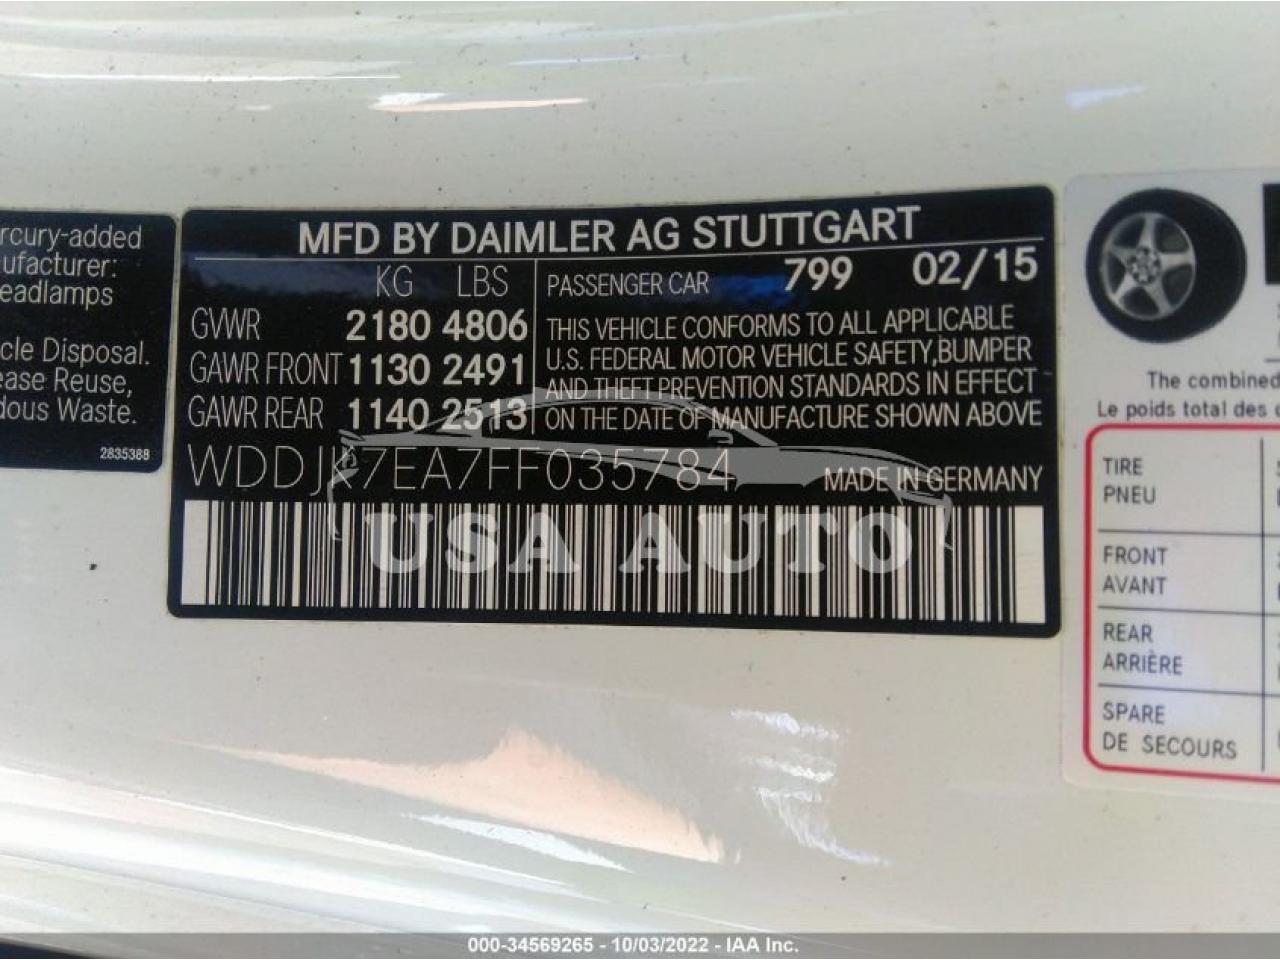 rcury-added
ufacturer:
eadlamps
cle Disposal.
ease Reuse,
dous Waste.
2835388
MFD BY DAIMLER AG STUTTGART
KG LBS
GVWR 2180 4806
GAWR FRONT 1130 2491
GAWR REAR 1140 2513
PASSENGER CAR 799 02/15
THIS VEHICLE CONFORMS TO ALL APPLICABLE
U.S. FEDERAL MOTOR VEHICLE SAFETY,BUMPER
AND THEFT PREVENTION STANDARDS IN EFFECT
ON THE DATE OF MANUFACTURE SHOWN ABOVE
WDDJK7EA7FF035784 MADE IN GERMANY
USA AUTO
The combined
Le poids total des
TIRE
PNEU
FRONT
AVANT
REAR
ARRIÈRE
SPARE
DE SECOURS
000-34569265 - 10/03/2022 - IAA Inc.